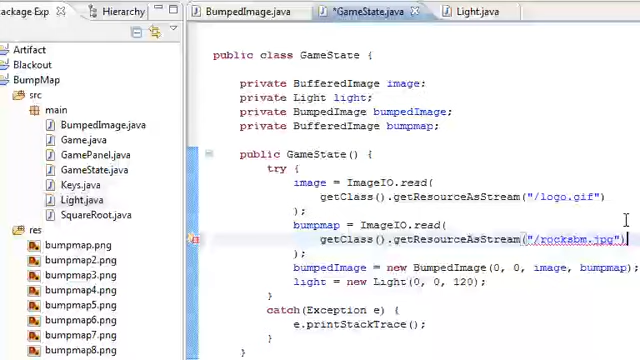 ackage Exp
Hierarchy
BumpedImage.java
*GameState.java
Light.java
Artifact
Blackout
BumpMap
src
main
BumpedImage.java
Game.java
GamePanel.java
GameState.java
Keys.java
Light.java
SquareRoot.java
res
bumpmap.png
bumpmap2.png
bumpmap3.png
bumpmap4.png
bumpmap5.png
bumpmap6.png
bumpmap7.png
bumpmap8.png
public class GameState {
private BufferedImage image;
private Light light;
private BumpedImage bumpedImage;
private BufferedImage bumpmap;
public GameState() {
try {
image = ImageIO.read(
getClass().getResourceAsStream("/logo.gif")
);
bumpmap = ImageIO.read(
getClass().getResourceAsStream("/rocksbm.jpg")
);
bumpedImage = new BumpedImage(0, 0, image, bumpmap);
light = new Light(0, 0, 120);
}
catch(Exception e) {
e.printStackTrace();
}